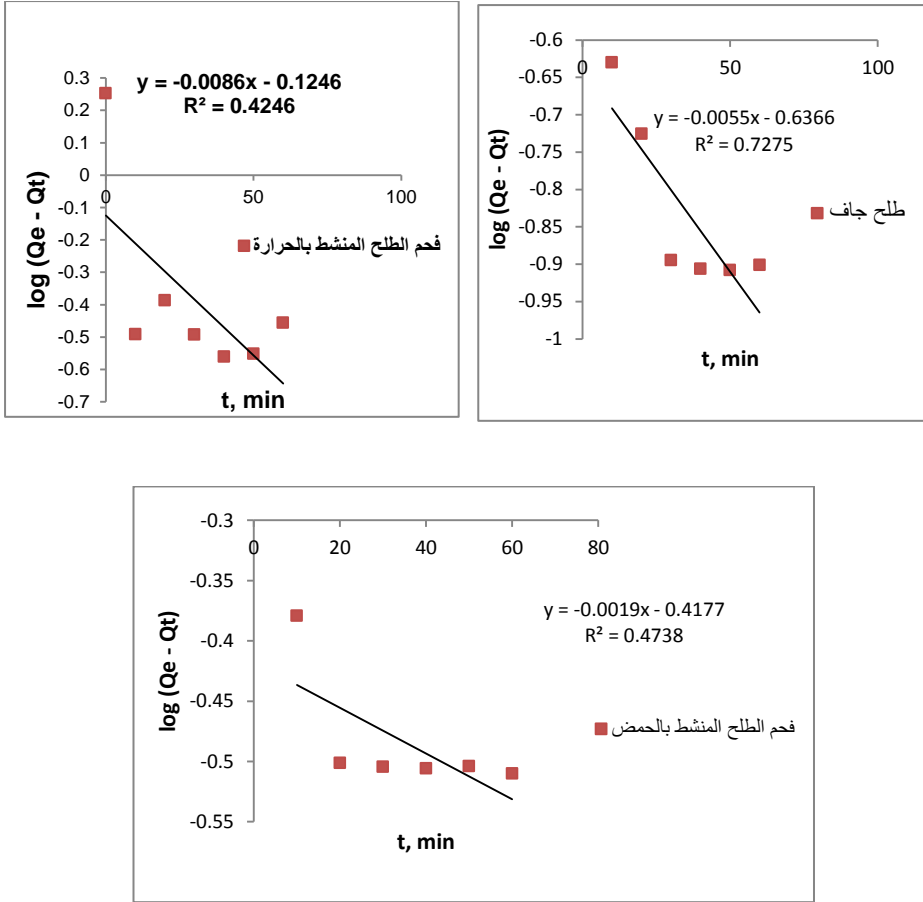 y = -0.0086x - 0.1246
R² = 0.4246
0.3
0.2
0.1
0
-0.1
-0.2
-0.3
-0.4
-0.5
-0.6
-0.7
0 50 100
log (Qe - Qt)
t, min
فحم الطلح المنشط بالحرارة
-0.6
-0.65
-0.7
-0.75
-0.8
-0.85
-0.9
-0.95
-1
0 50 100
y = -0.0055x - 0.6366
R² = 0.7275
log (Qe - Qt)
t, min
طلح جاف
-0.3
-0.35
-0.4
-0.45
-0.5
-0.55
0 20 40 60 80
y = -0.0019x - 0.4177
R² = 0.4738
log (Qe - Qt)
t, min
فحم الطلح المنشط بالحمض